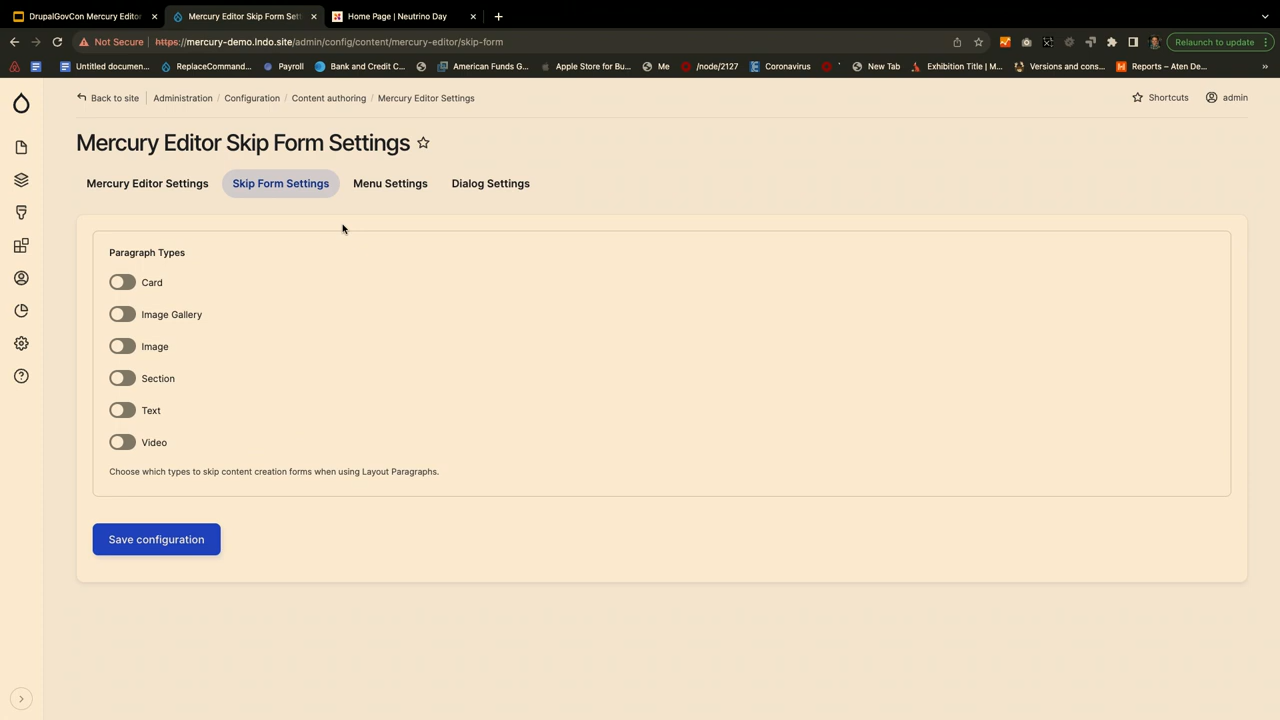 DrupalGovCon Mercury Editor
Mercury Editor Skip Form Sett
Home Page | Neutrino Day
Not Secure https://mercury-demo.lndo.site/admin/config/content/mercury-editor/skip-form
Relaunch to update
Untitled documen... ReplaceCommand... Payroll Bank and Credit C... American Funds G... Apple Store for Bu... Me /node/2127 Coronavirus ' New Tab Exhibition Title | M... Versions and cons... Reports – Aten De... »
Back to site Administration / Configuration / Content authoring / Mercury Editor Settings
Shortcuts admin
Mercury Editor Skip Form Settings
Mercury Editor Settings Skip Form Settings Menu Settings Dialog Settings
Paragraph Types
Card
Image Gallery
Image
Section
Text
Video
Choose which types to skip content creation forms when using Layout Paragraphs.
Save configuration